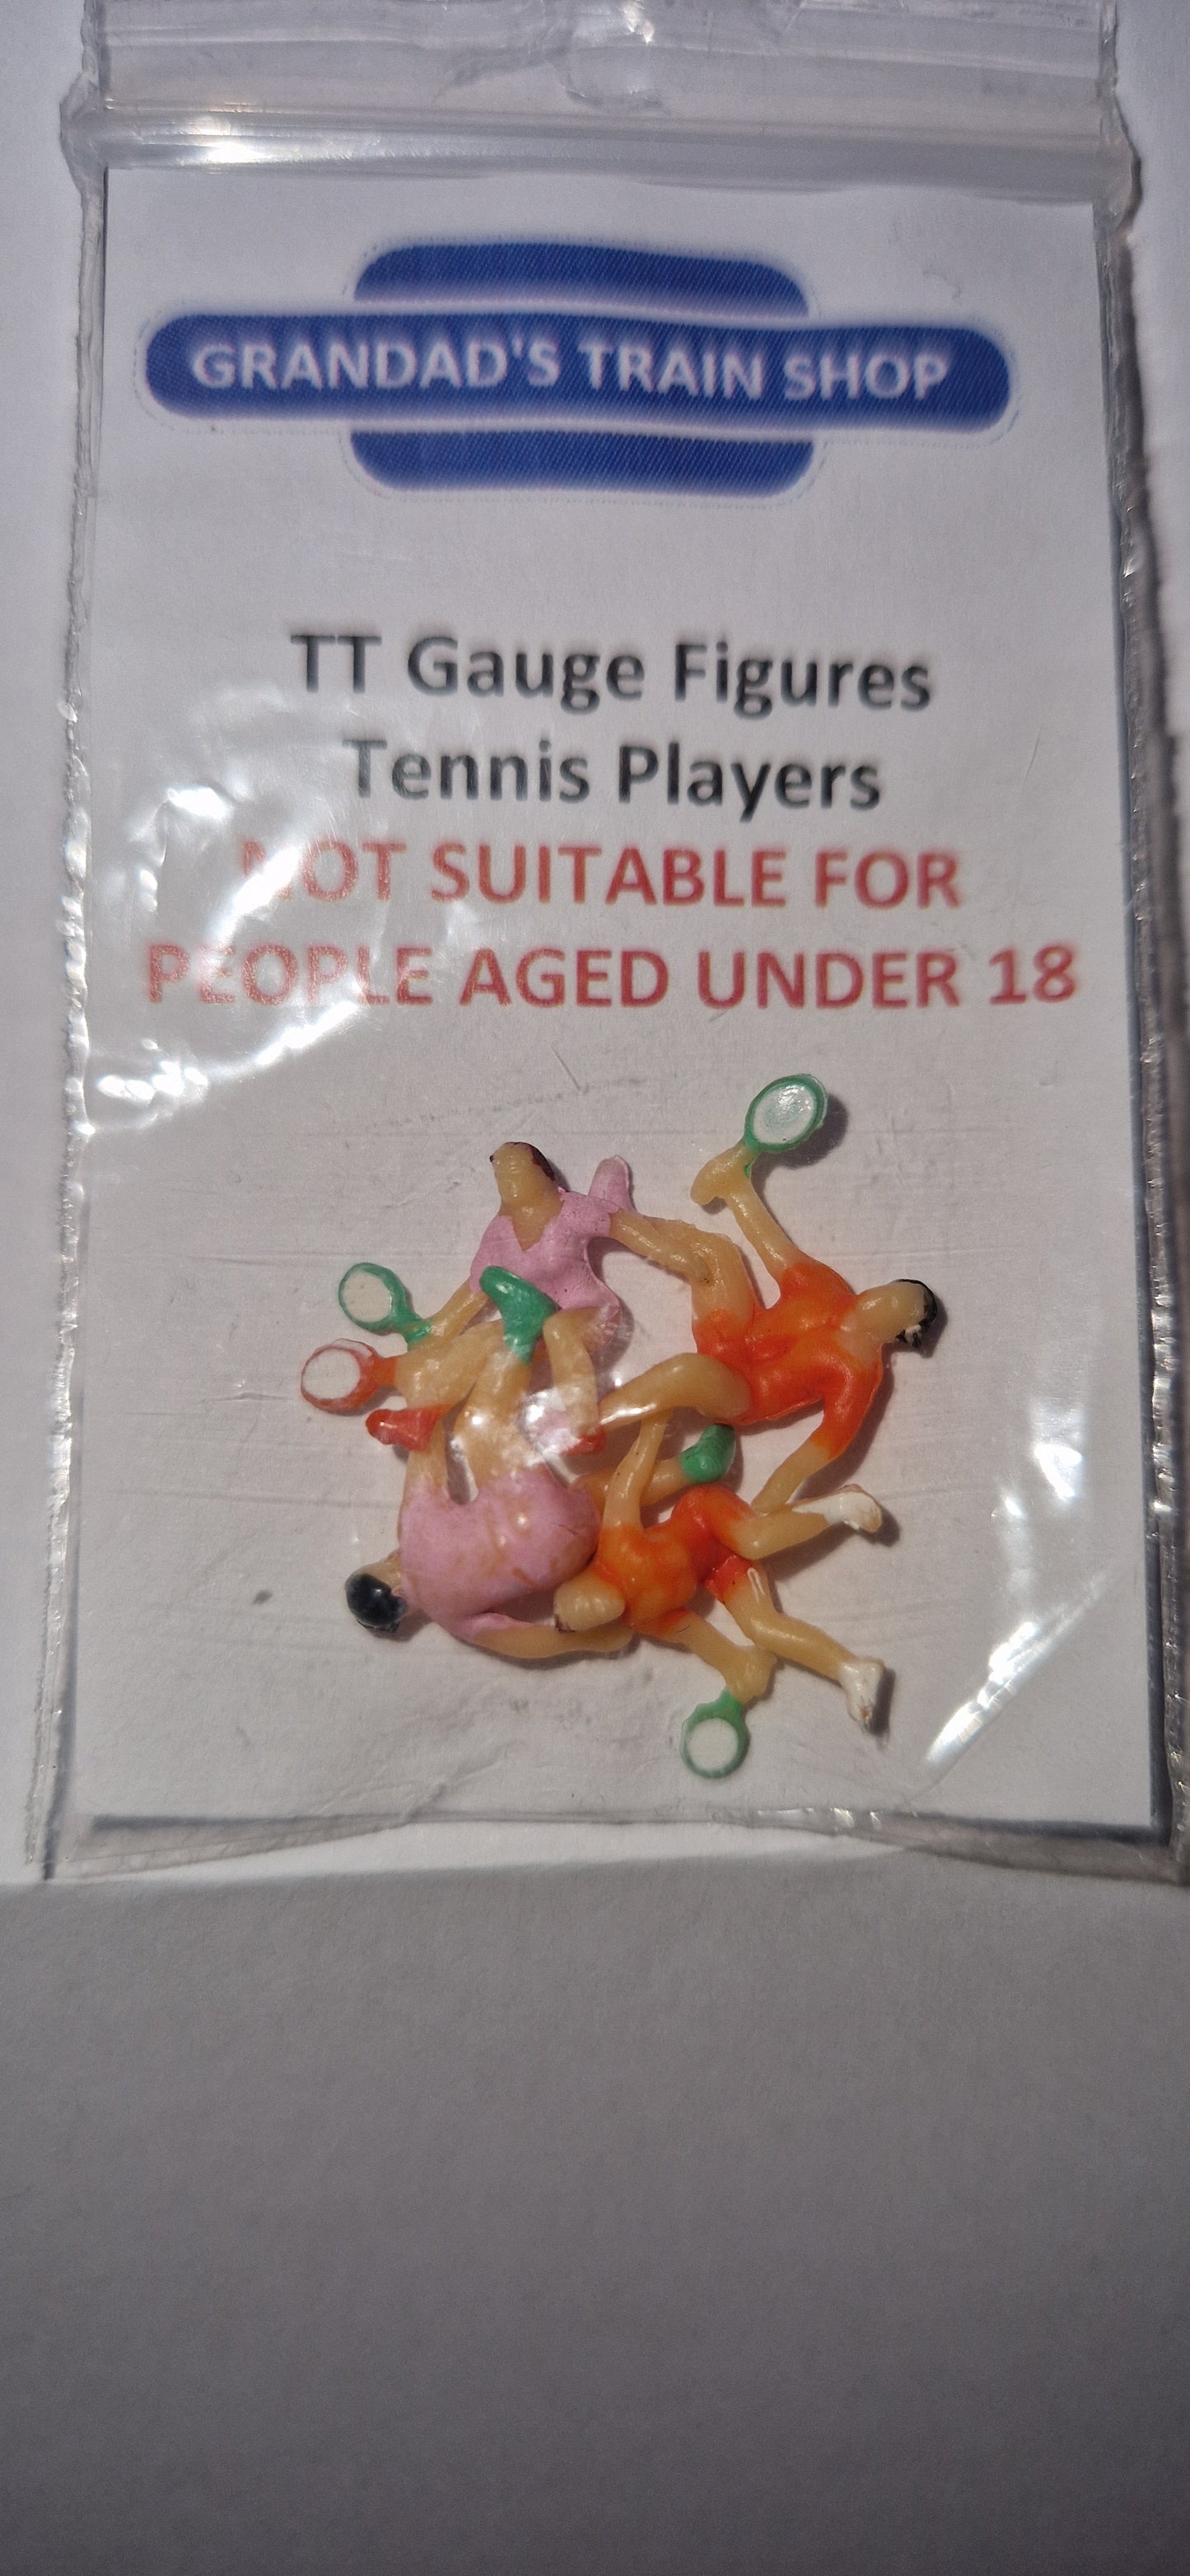 GRANDAD'S TRAIN SHOP
TT Gauge Figures
Tennis Players
NOT SUITABLE FOR
PEOPLE AGED UNDER 18